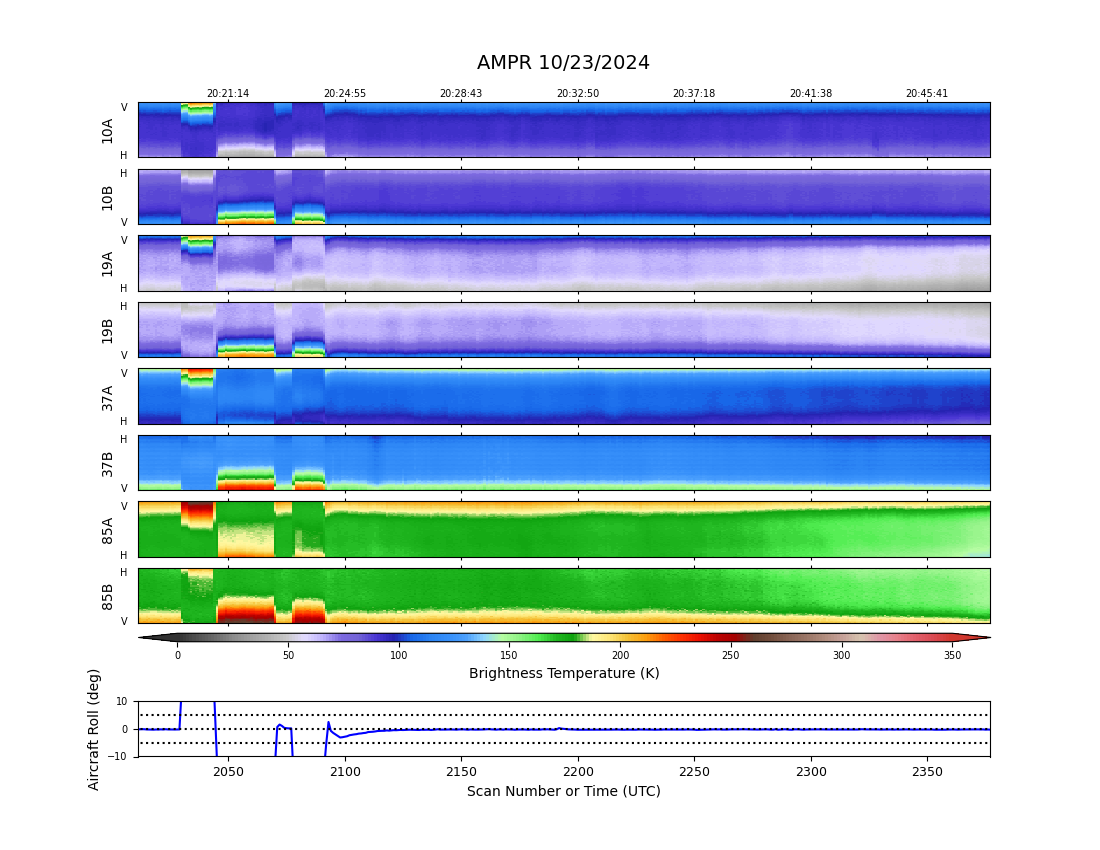 AMPR 10/23/2024
20:21:14 20:24:55 20:28:43 20:32:50 20:37:18 20:41:38 20:45:41
V
10A
H
H
10B
V
V
19A
H
H
19B
V
V
37A
H
H
37B
V
V
85A
H
H
85B
V
0 50 100 150 200 250 300 350
Brightness Temperature (K)
Aircraft Roll (deg)
10
0
−10
2050 2100 2150 2200 2250 2300 2350
Scan Number or Time (UTC)